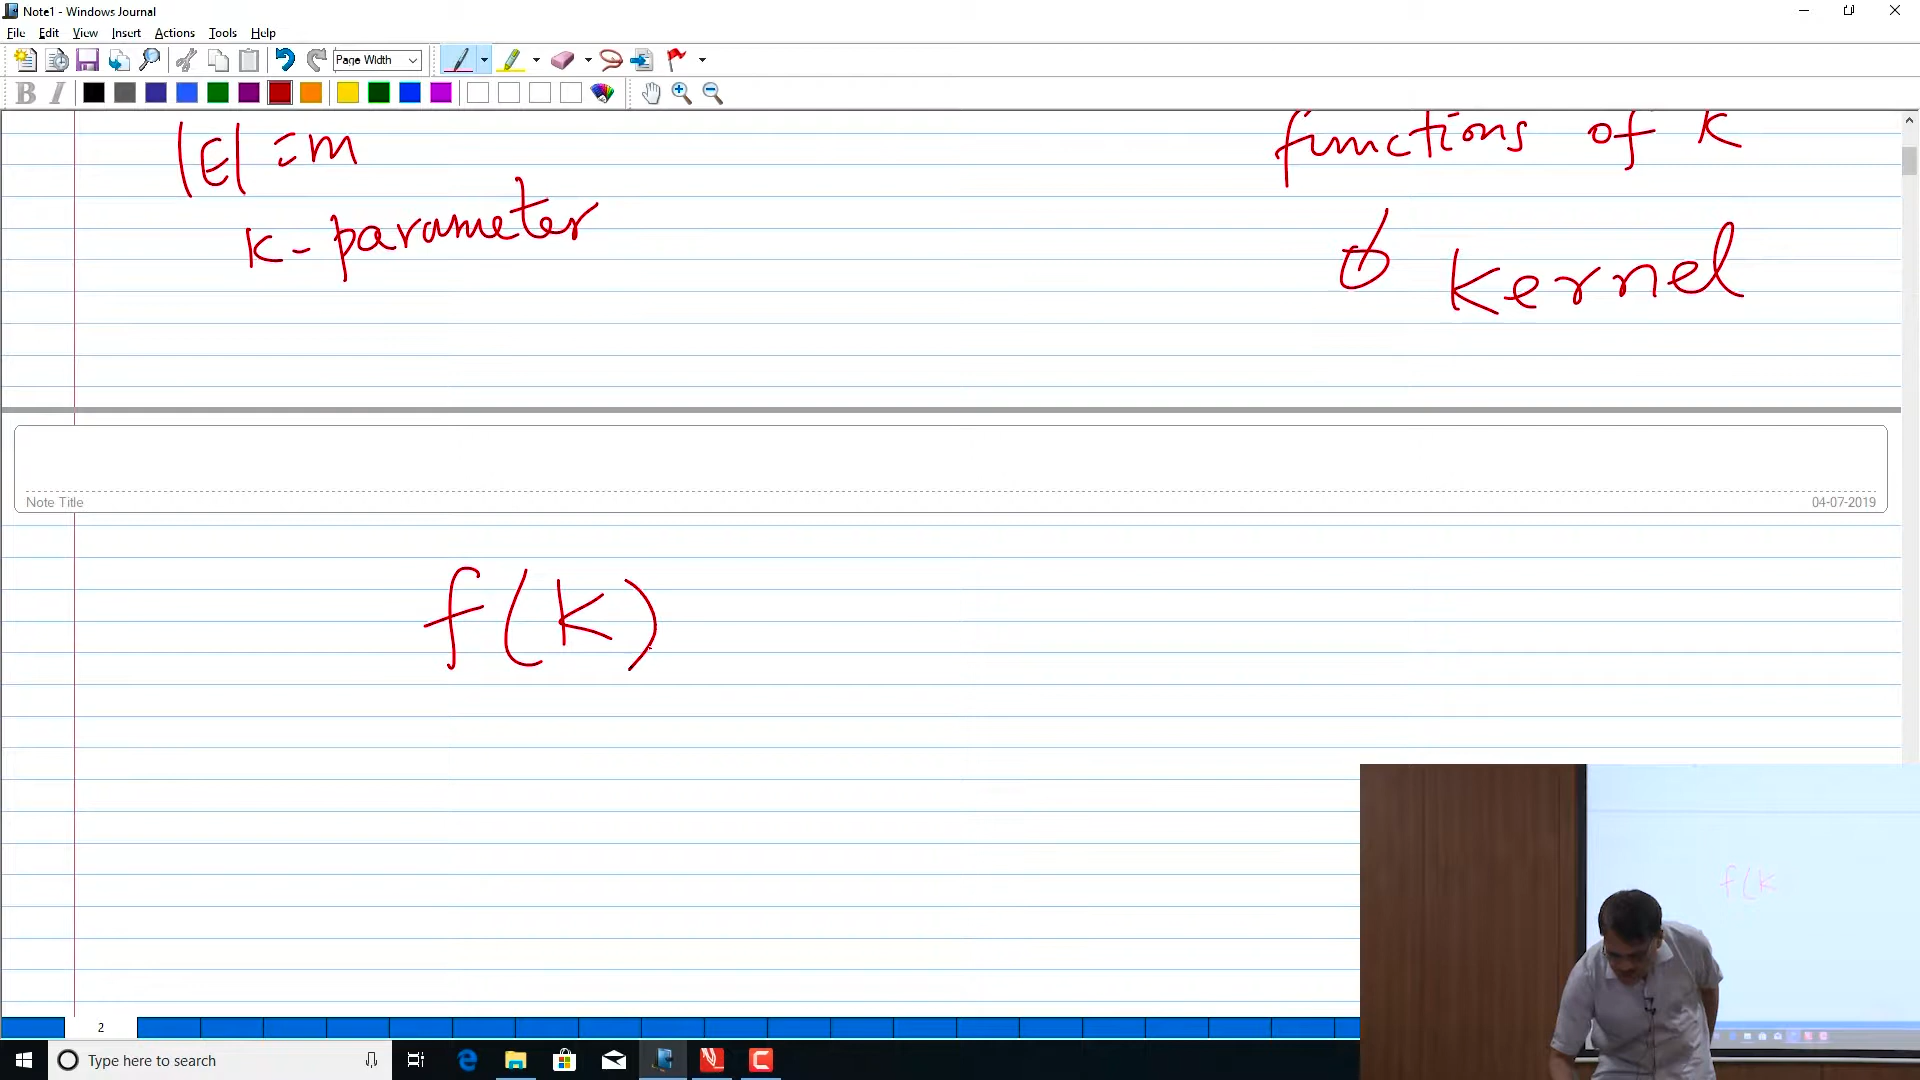 Note1 - Windows Journal
File Edit View Insert Actions Tools Help
Page Width
B I
|E| = m
k - parameter
functions of k
Kernel
Note Title
04-07-2019
f(k)
f(k
2
Type here to search